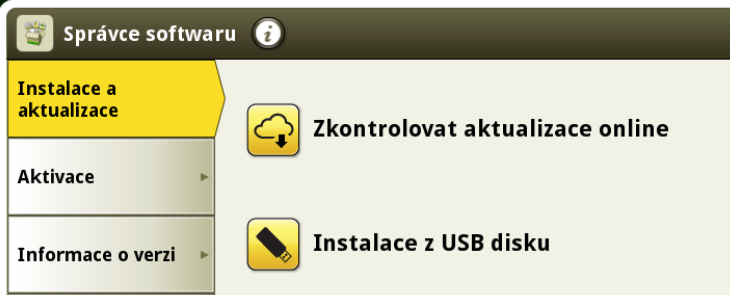 Správce softwaru
Instalace a
aktualizace
Aktivace
Informace o verzi
Zkontrolovat aktualizace online
Instalace z USB disku